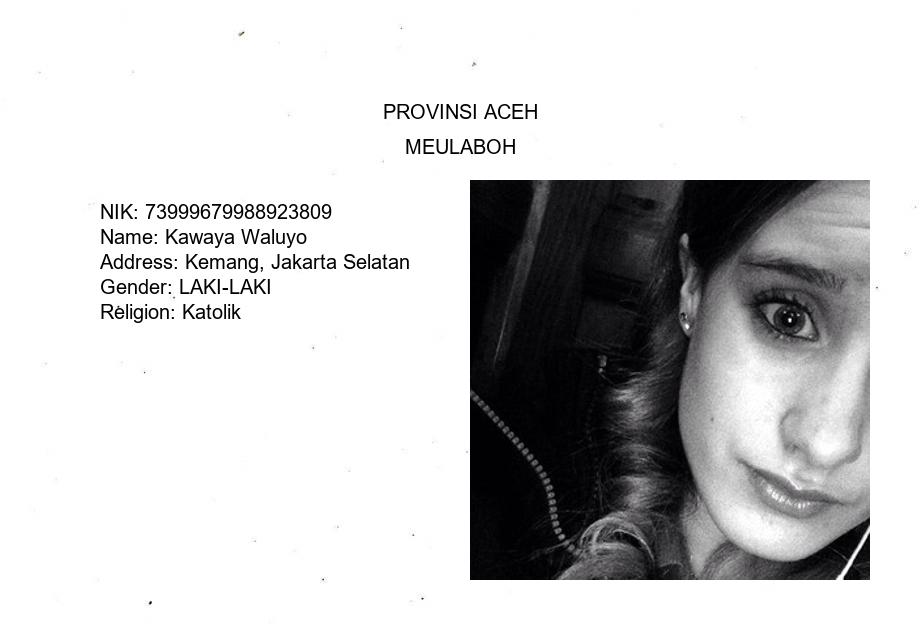 PROVINSI ACEH
MEULABOH
NIK: 73999679988923809
Name: Kawaya Waluyo
Address: Kemang, Jakarta Selatan
Gender: LAKI-LAKI
Religion: Katolik